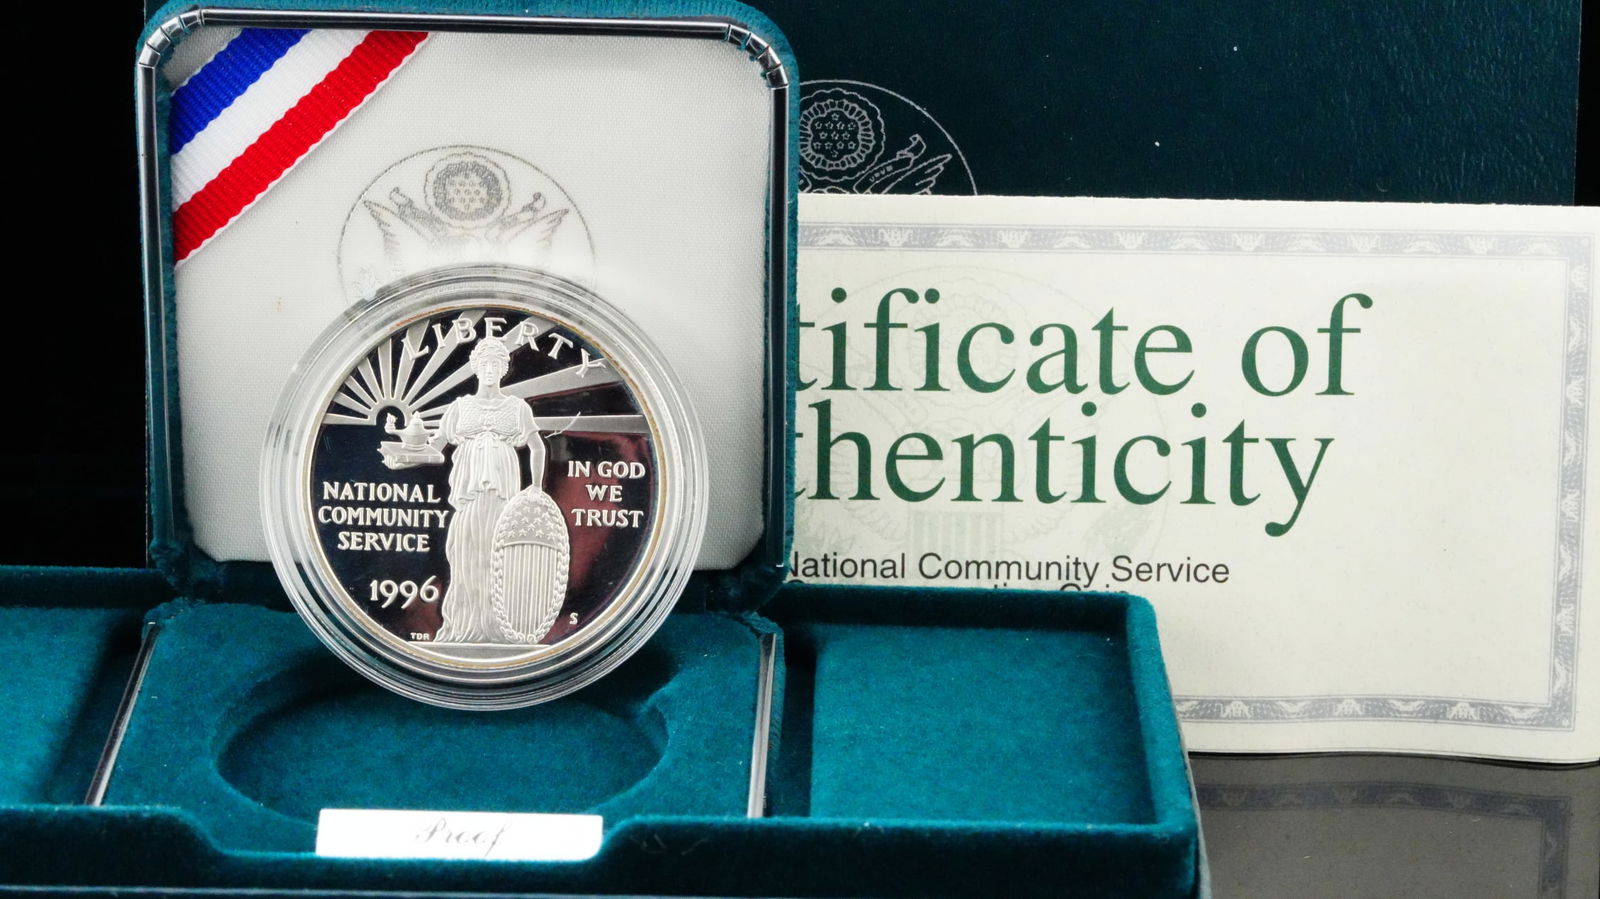 LIBERTY
NATIONAL
COMMUNITY
SERVICE
1996
IN GOD
WE
TRUST
TDR
S
Proof
tificate of
thenticity
National Community Service